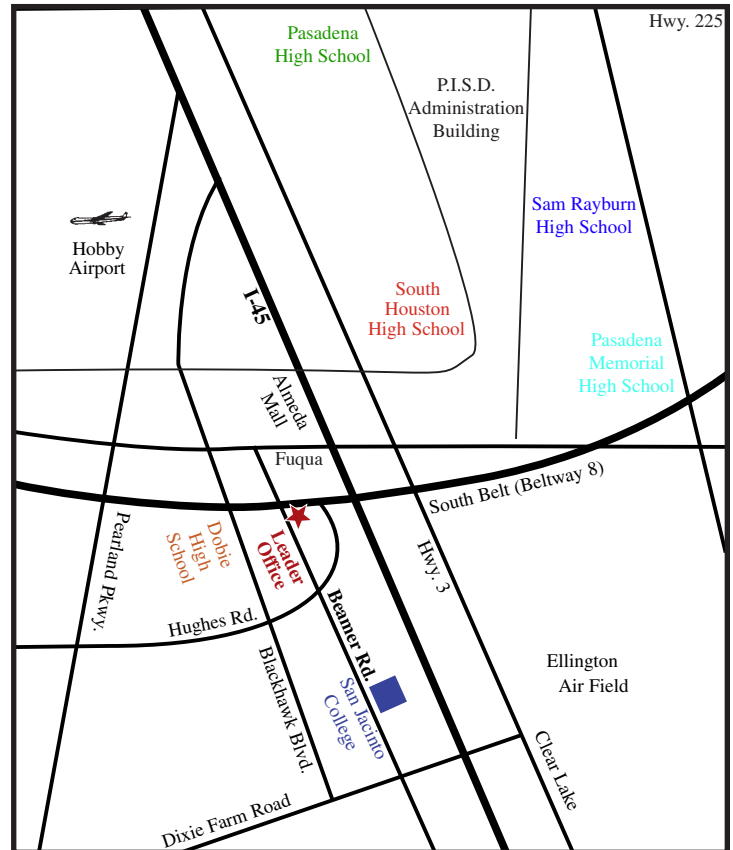 Hwy. 225
Pasadena
High School
P.I.S.D.
Administration
Building
Sam Rayburn
High School
Hobby
Airport
I-45
South
Houston
High School
Pasadena
Memorial
High School
Almeda
Mall
Fuqua
South Belt (Beltway 8)
Pearland Pkwy.
Dobie
High
School
Leader
Office
Hwy. 3
Hughes Rd.
Beamer Rd.
Blackhawk Blvd.
San Jacinto
College
Ellington
Air Field
Clear Lake
Dixie Farm Road